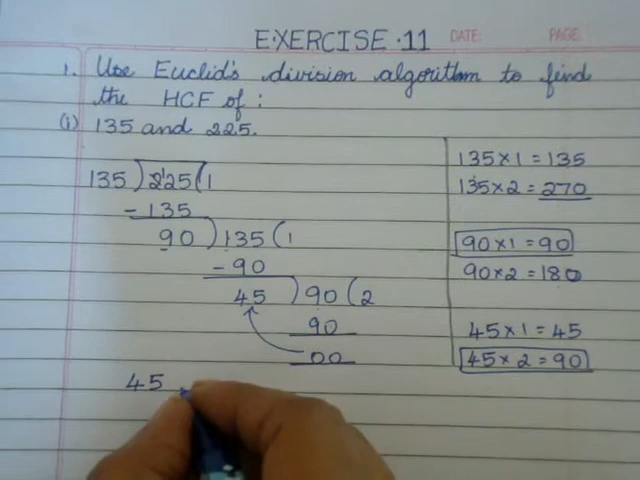 EXERCISE.11 DATE: PAGE:
1. Use Euclid's division algorithm to find
the HCF of :
(i) 135 and 225.
135 ) 225 ( 1
- 135
90 ) 135 ( 1
- 90
45 ) 90 ( 2
90
00
45
135 × 1 = 135
135 × 2 = 270
90 × 1 = 90
90 × 2 = 180
45 × 1 = 45
45 × 2 = 90